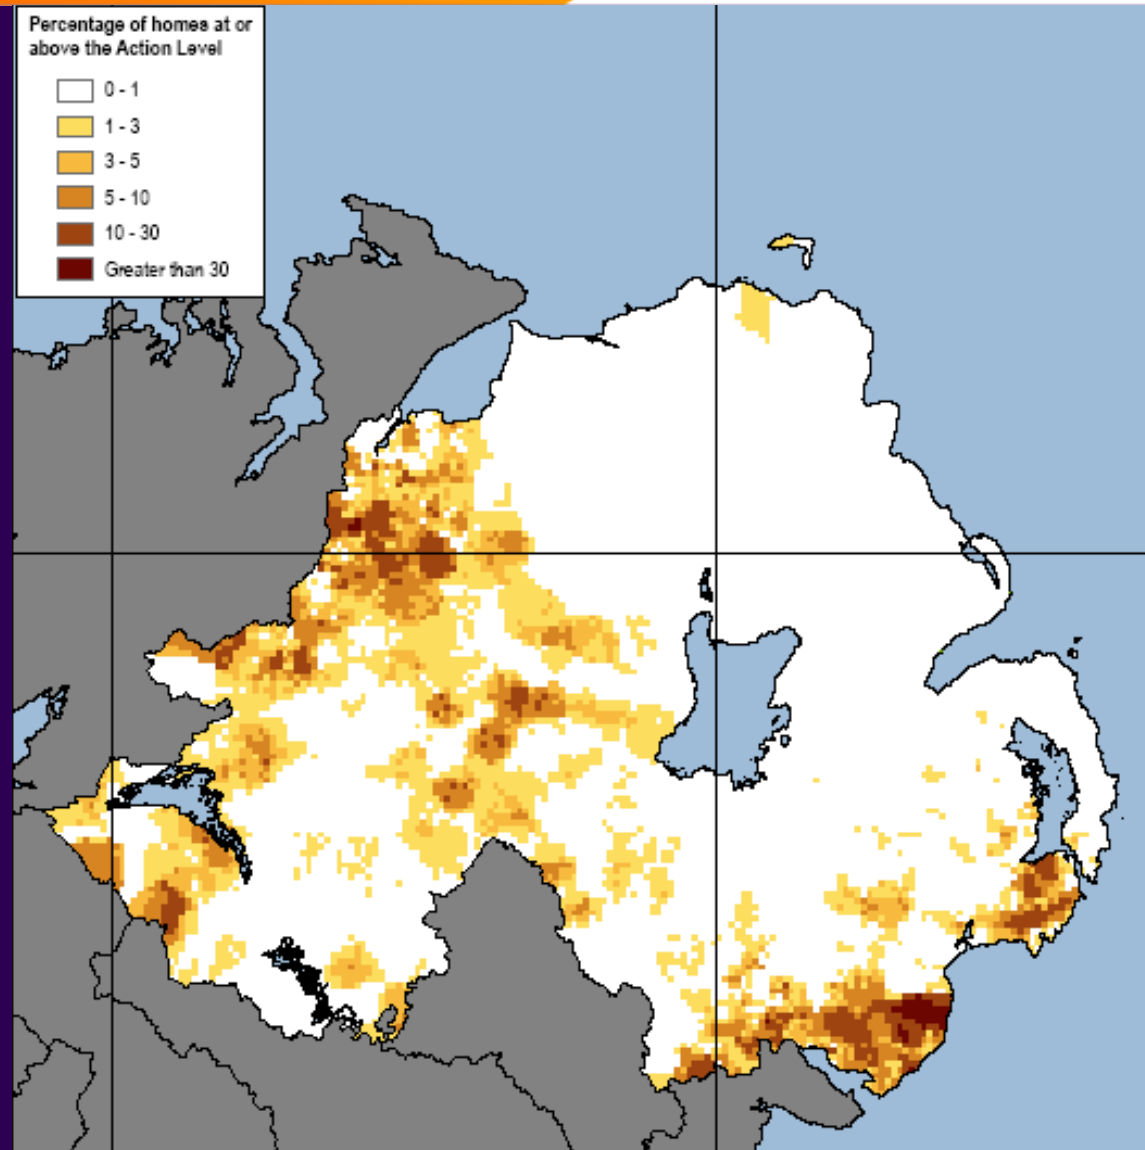 Percentage of homes at or
above the Action Level
0 - 1
1 - 3
3 - 5
5 - 10
10 - 30
Greater than 30